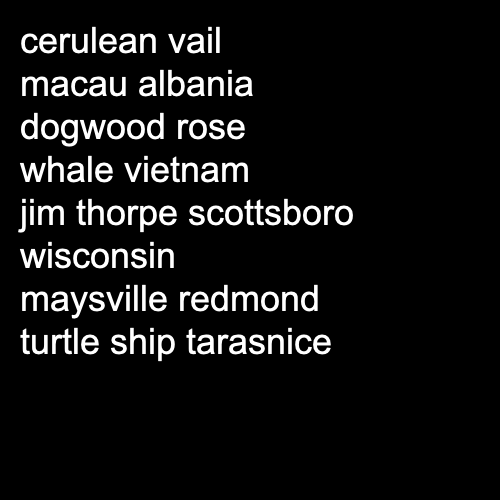 cerulean vail
macau albania
dogwood rose
whale vietnam
jim thorpe scottsboro
wisconsin
maysville redmond
turtle ship tarasnice